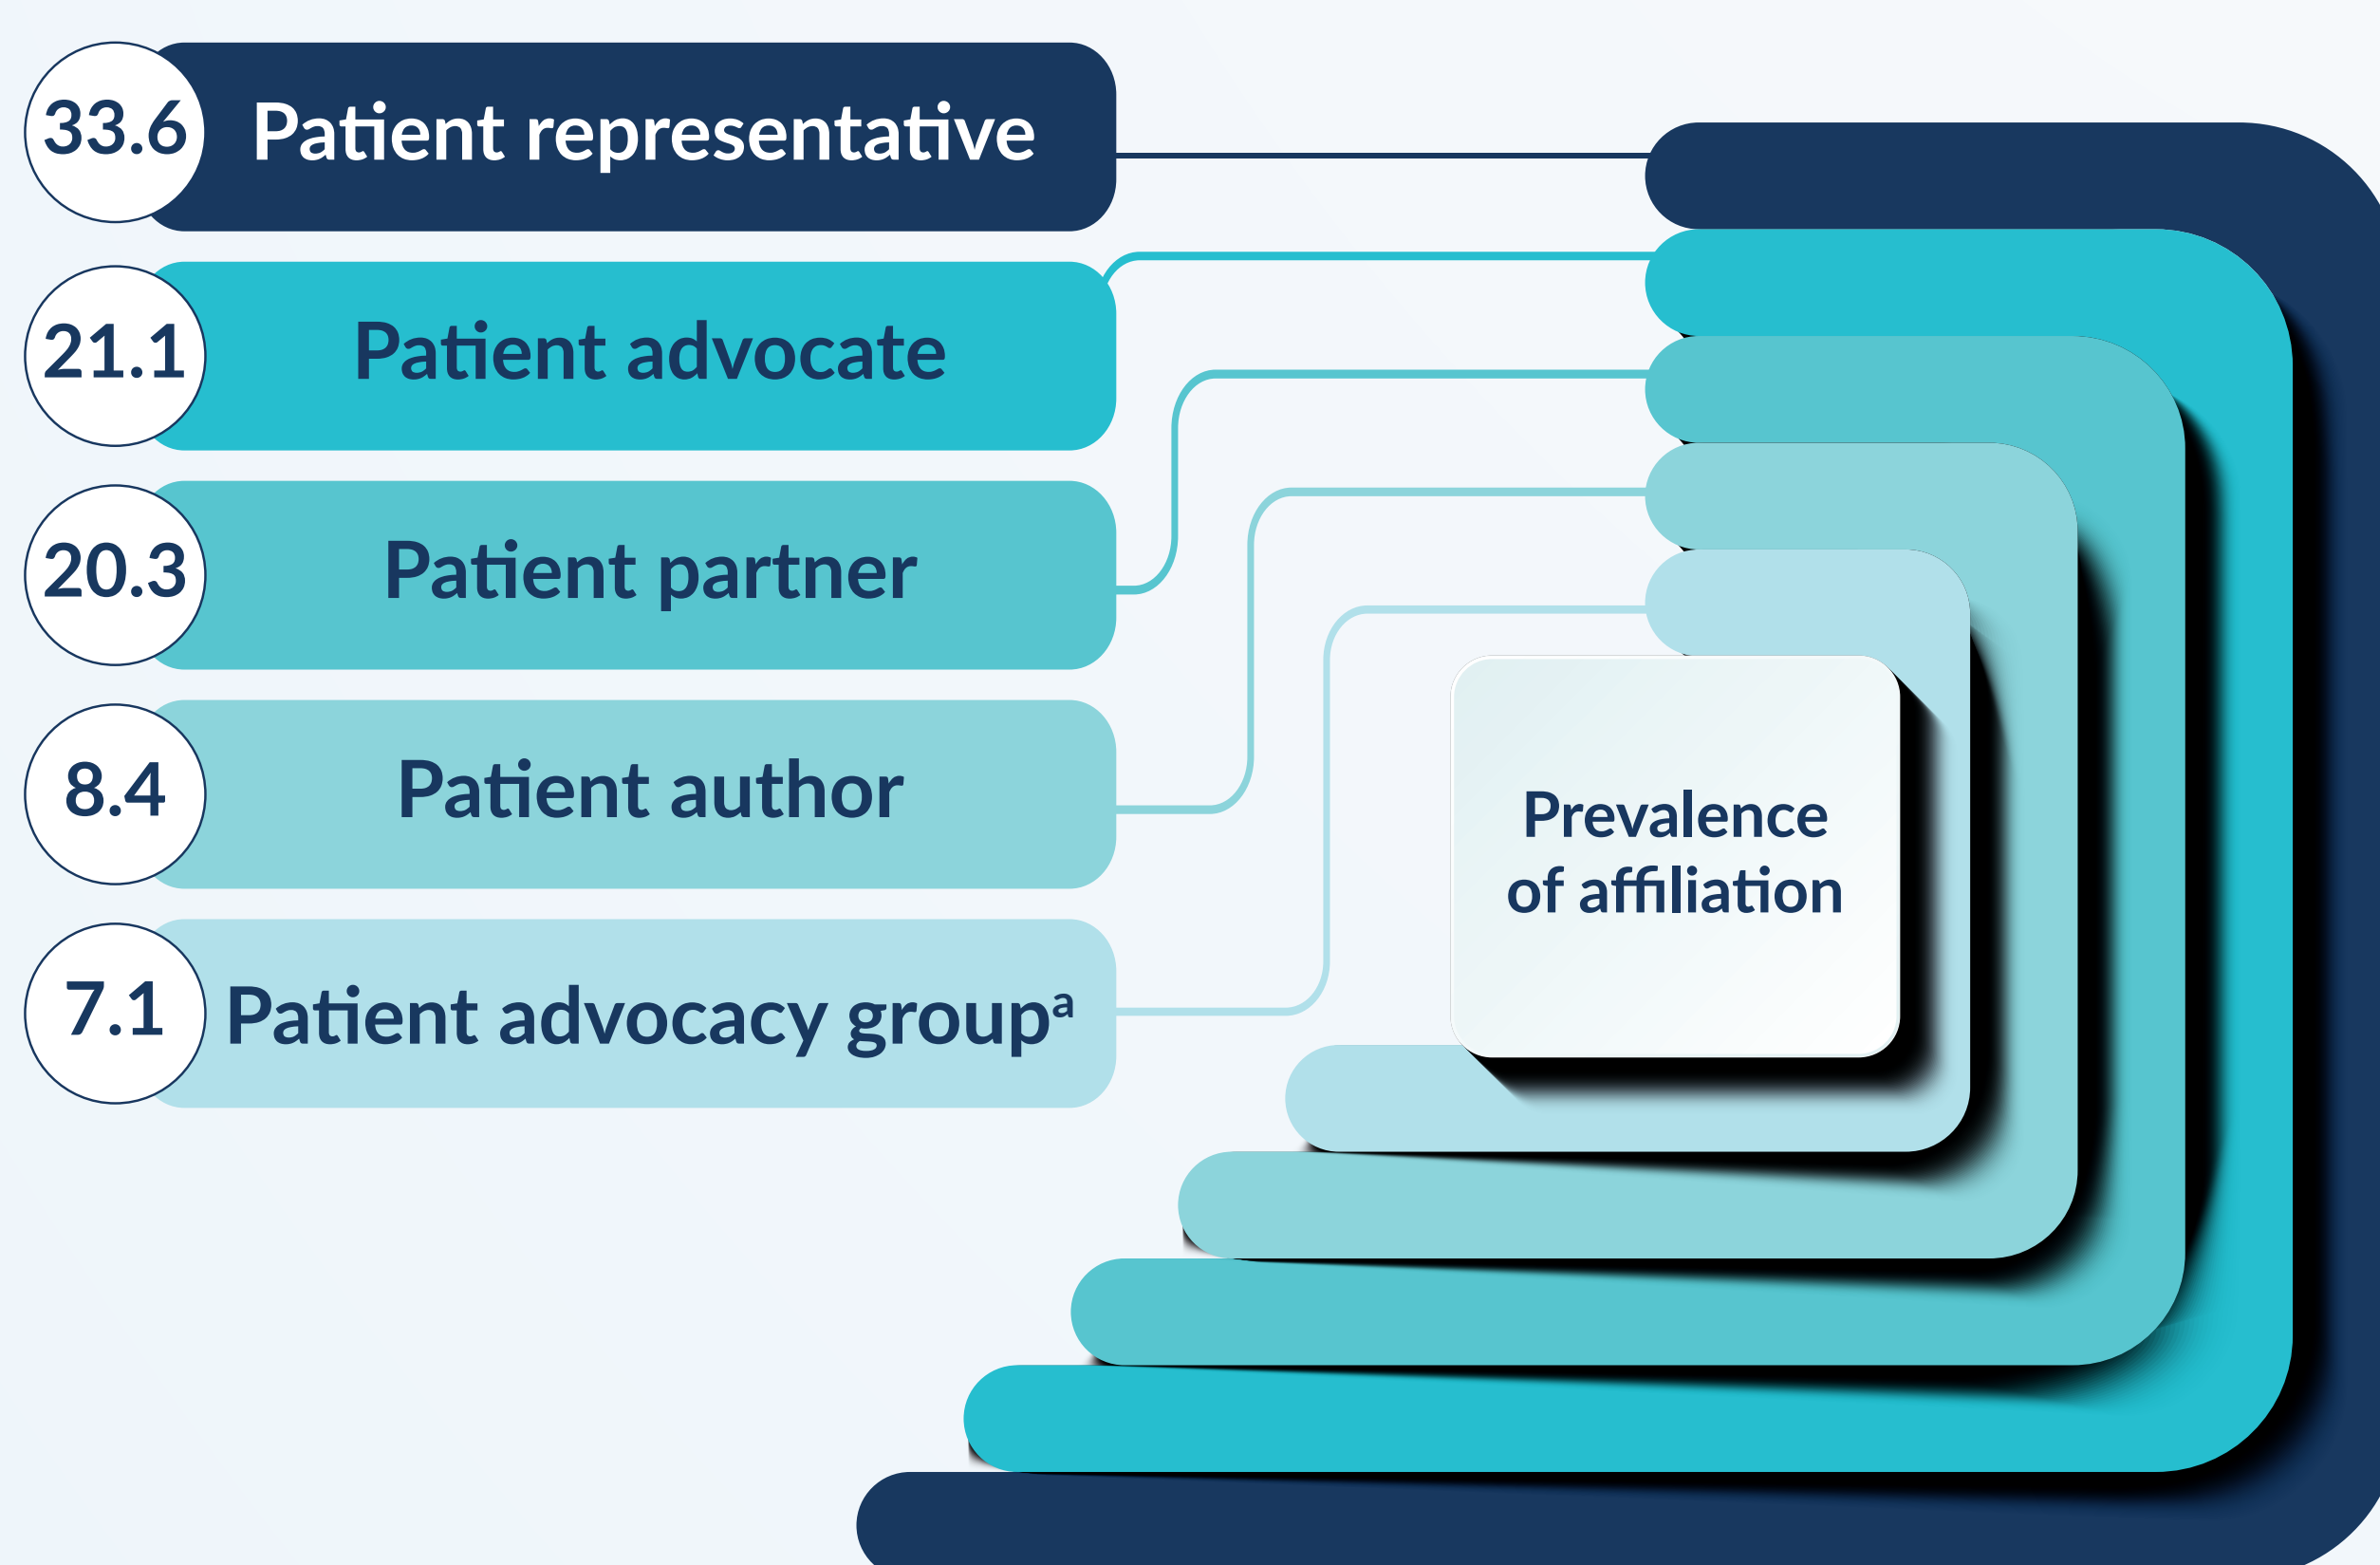 33.6 Patient representative
21.1 Patient advocate
20.3 Patient partner
8.4 Patient author
7.1 Patient advocacy groupᵃ
Prevalence
of affiliation